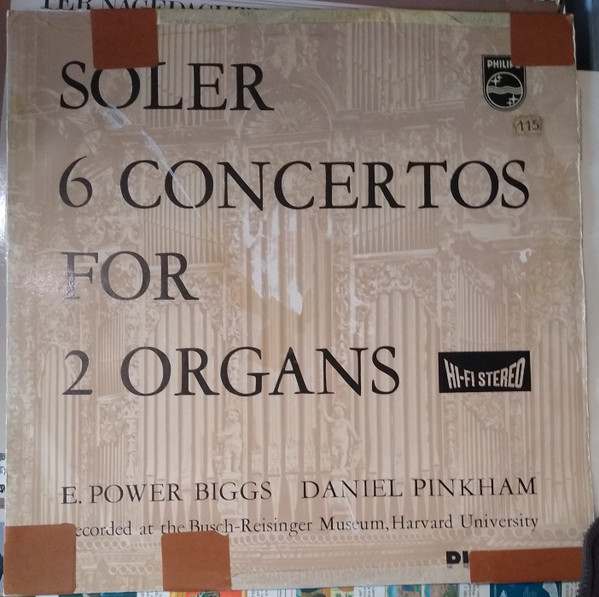 SOLER
PHILIPS
115
6 CONCERTOS
FOR
2 ORGANS
HI-FI STEREO
E. POWER BIGGS DANIEL PINKHAM
ecorded at the Busch-Reisinger Museum, Harvard University